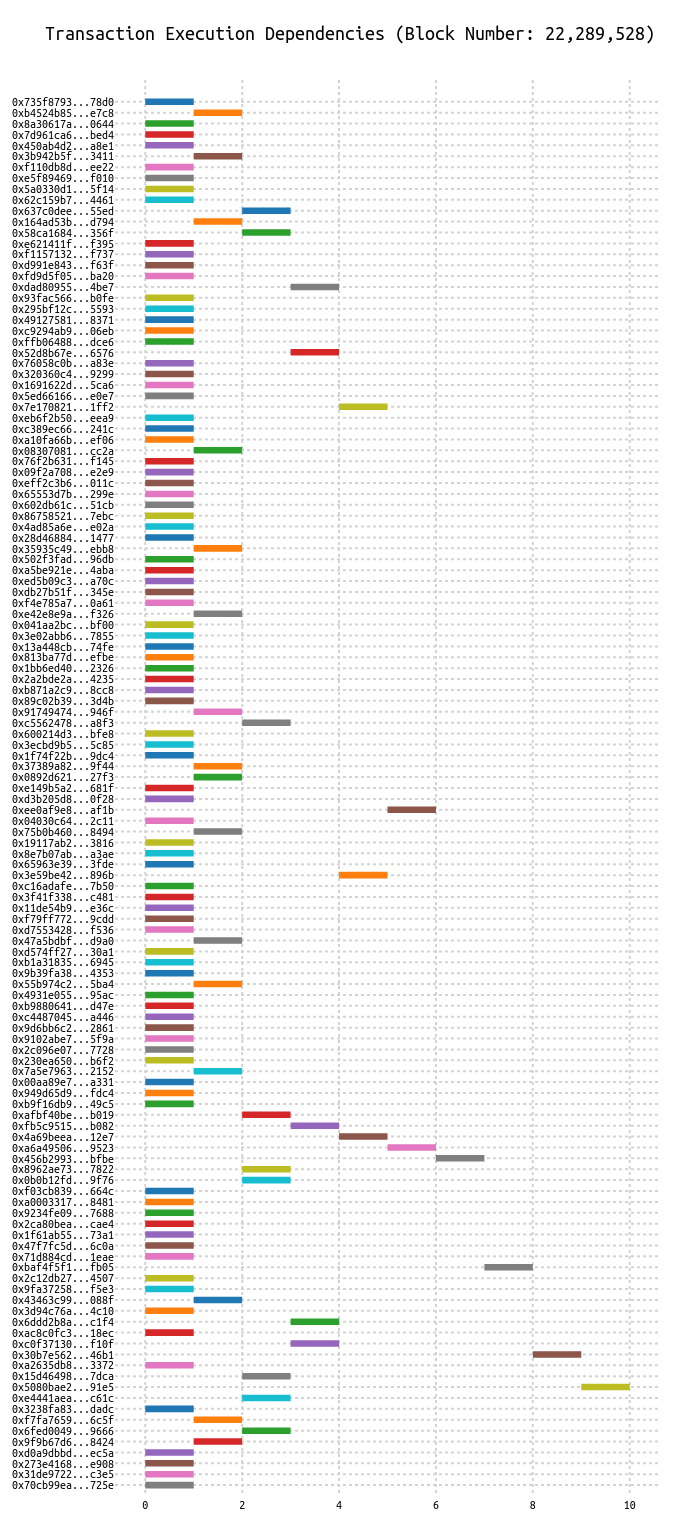 Transaction Execution Dependencies (Block Number: 22,289,528)
0x735f8793...78d0
0xb4524b85...e7c8
0x8a30617a...0644
0x7d961ca6...bed4
0x450ab4d2...a8e1
0x3b942b5f...3411
0xf110db8d...ee22
0xe5f89469...f010
0x5a0330d1...5f14
0x62c159b7...4461
0x637c0dee...55ed
0x164ad53b...d794
0x58ca1684...356f
0xe621411f...f395
0xf1157132...f737
0xd991e843...f63f
0xfd9d5f05...ba20
0xdad80955...4be7
0x93fac566...b0fe
0x295bf12c...5593
0x49127581...8371
0xc9294ab9...06eb
0xffb06488...dce6
0x52d8b67e...6576
0x76058c0b...a83e
0x320360c4...9299
0x1691622d...5ca6
0x5ed66166...e0e7
0x7e170821...1ff2
0xeb6f2b50...eea9
0xc389ec66...241c
0xa10fa66b...ef06
0x08307081...cc2a
0x76f2b631...f145
0x09f2a708...e2e9
0xeff2c3b6...011c
0x65553d7b...299e
0x602db61c...51cb
0x86758521...7ebc
0x4ad85a6e...e02a
0x28d46884...1477
0x35935c49...ebb8
0x502f3fad...96db
0xa5be921e...4aba
0xed5b09c3...a70c
0xdb27b51f...345e
0xf4e785a7...0a61
0xe42e8e9a...f326
0x041aa2bc...bf00
0x3e02abb6...7855
0x13a448cb...74fe
0x813ba77d...efbe
0x1bb6ed40...2326
0x2a2bde2a...4235
0xb871a2c9...8cc8
0x89c02b39...3d4b
0x91749474...946f
0xc5562478...a8f3
0x600214d3...bfe8
0x3ecbd9b5...5c85
0x1f74f22b...9dc4
0x37389a82...9f44
0x0892d621...27f3
0xe149b5a2...681f
0xd3b205d8...0f28
0xee0af9e8...af1b
0x04030c64...2c11
0x75b0b460...8494
0x19117ab2...3816
0x8e7b07ab...a3ae
0x65963e39...3fde
0x3e59be42...896b
0xc16adafe...7b50
0x3f41f338...c481
0x11de54b9...e36c
0xf79ff772...9cdd
0xd7553428...f536
0x47a5bdbf...d9a0
0xd574ff27...30a1
0xb1a31835...6945
0x9b39fa38...4353
0x55b974c2...5ba4
0x4931e055...95ac
0xb9880641...d47e
0xc4487045...a446
0x9d6bb6c2...2861
0x9102abe7...5f9a
0x2c096e07...7728
0x230ea650...b6f2
0x7a5e7963...2152
0x00aa89e7...a331
0x949d65d9...fdc4
0xb9f16db9...49c5
0xafbf40be...b019
0xfb5c9515...b082
0x4a69beea...12e7
0xa6a49506...9523
0x456b2993...bfbe
0x8962ae73...7822
0x0b0b12fd...9f76
0xf03cb839...664c
0xa0003317...8481
0x9234fe09...7688
0x2ca80bea...cae4
0x1f61ab55...73a1
0x47f7fc5d...6c0a
0x71d884cd...1eae
0xbaf4f5f1...fb05
0x2c12db27...4507
0x9fa37258...f5e3
0x43463c99...088f
0x3d94c76a...4c10
0x6ddd2b8a...c1f4
0xac8c0fc3...18ec
0xc0f37130...f10f
0x30b7e562...46b1
0xa2635db8...3372
0x15d46498...7dca
0x5080bae2...91e5
0xe4441aea...c61c
0x3238fa83...dadc
0xf7fa7659...6c5f
0x6fed0049...9666
0x9f9b67d6...8424
0xd0a9dbbd...ec5a
0x273e4168...e908
0x31de9722...c3e5
0x70cb99ea...725e
0 2 4 6 8 10